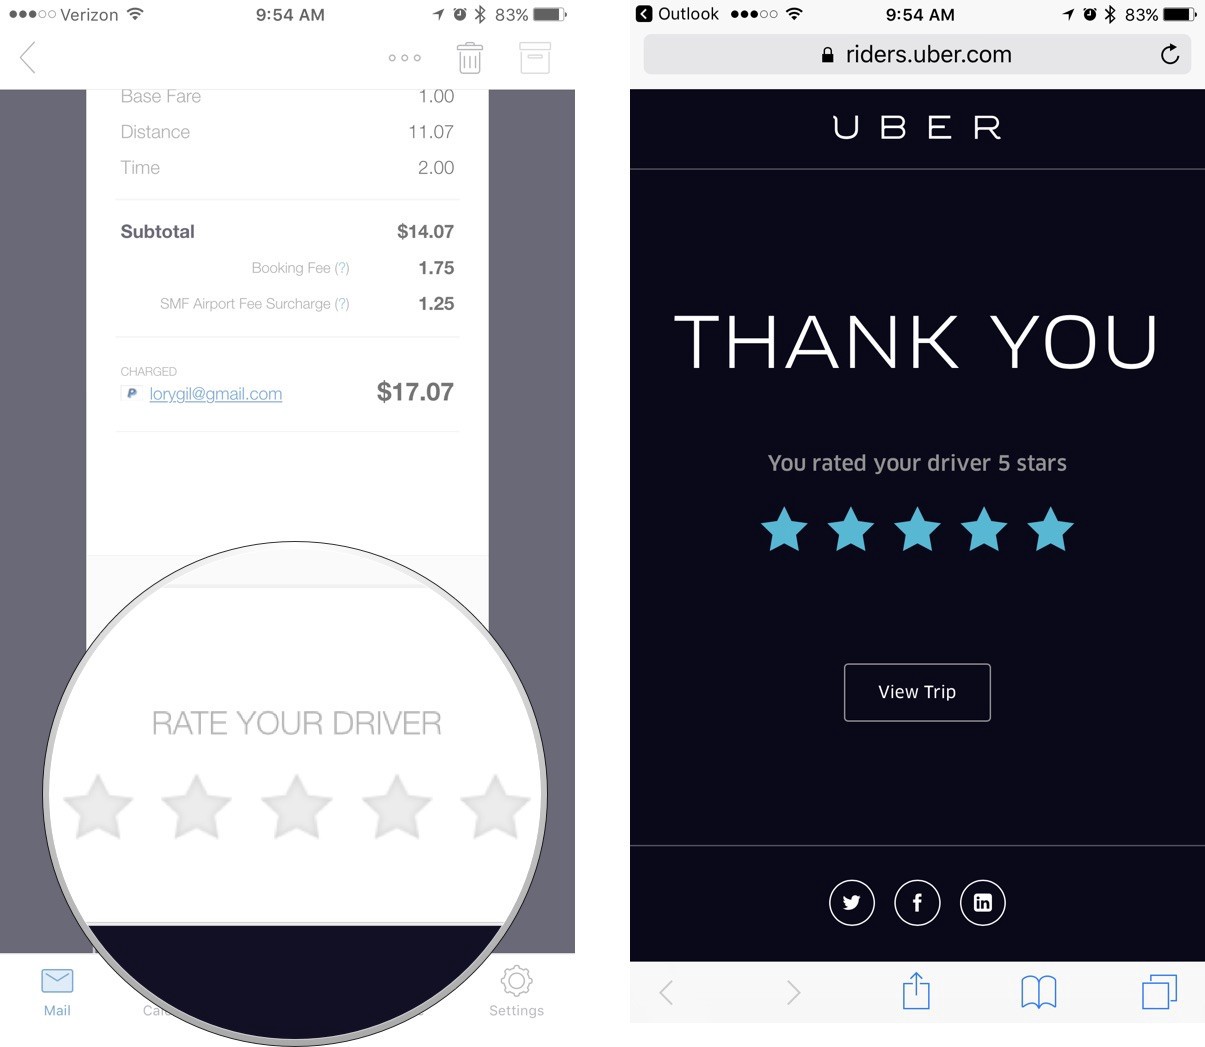 Verizon 9:54 AM 83%
Base Fare 1.00
Distance 11.07
Time 2.00
Subtotal $14.07
Booking Fee (?) 1.75
SMF Airport Fee Surcharge (?) 1.25
CHARGED
P lorygil@gmail.com $17.07
RATE YOUR DRIVER
Mail
Settings
Outlook 9:54 AM 83%
riders.uber.com
UBER
THANK YOU
You rated your driver 5 stars
View Trip
f in